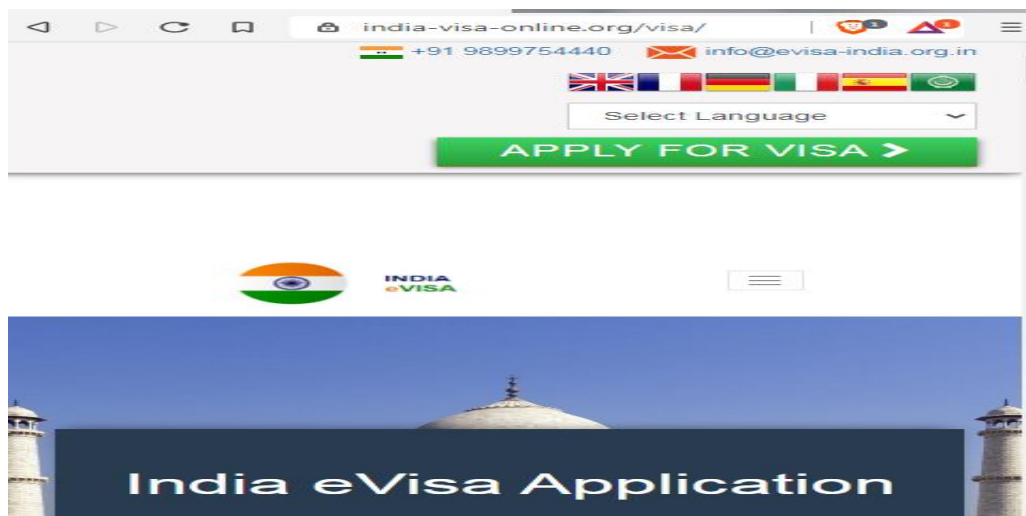 india-visa-online.org/visa/
+91 9899754440 info@evisa-india.org.in
Select Language
APPLY FOR VISA
INDIA
eVISA
India eVisa Application